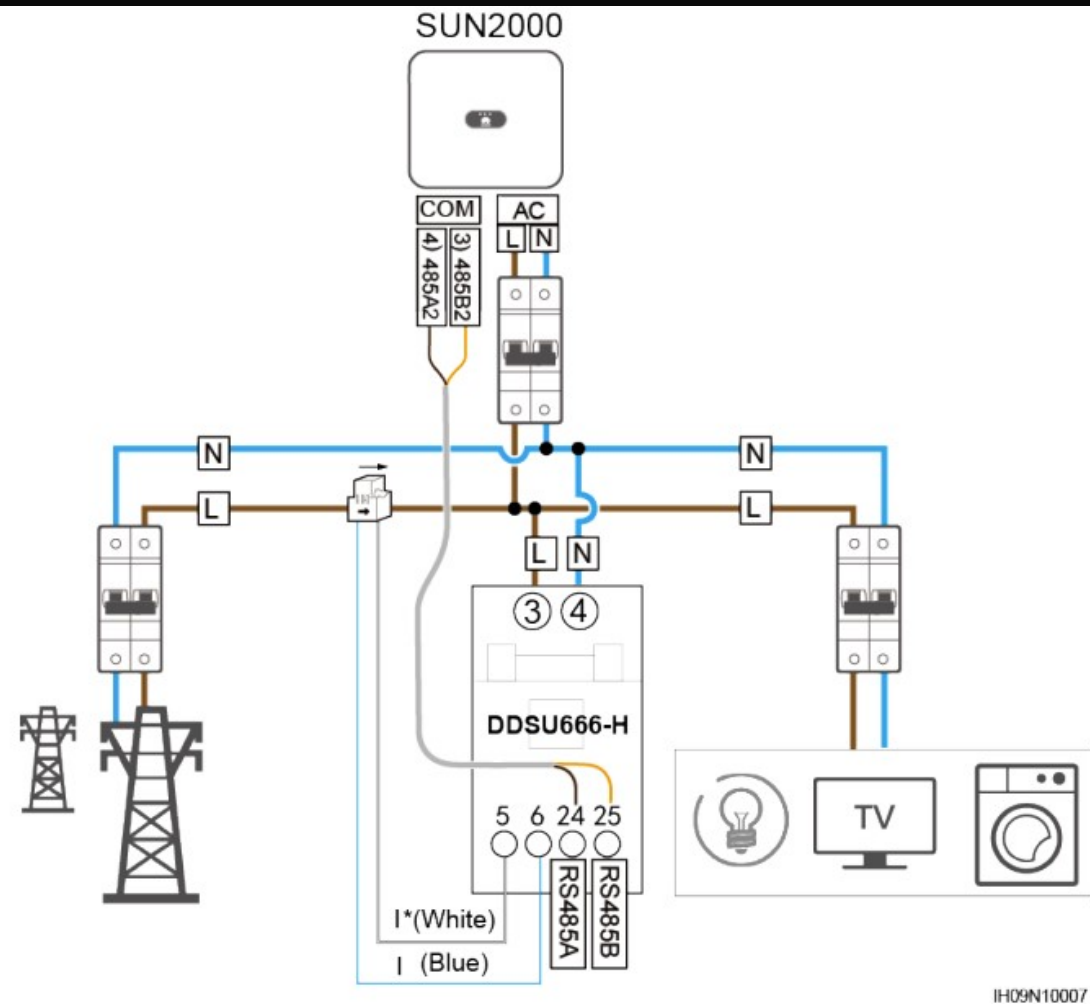 SUN2000
COM
AC
L
N
4) 485A2
3) 485B2
N
N
L
L
L
N
3
4
DDSU666-H
TV
5
6
24
25
RS485A
RS485B
I*(White)
I (Blue)
IH09N10007